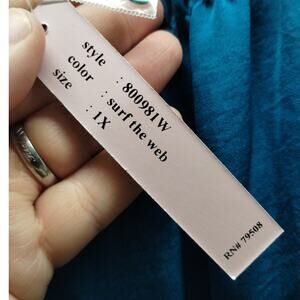 style : 800981W
color : surf the web
size : 1X
RN# 79508